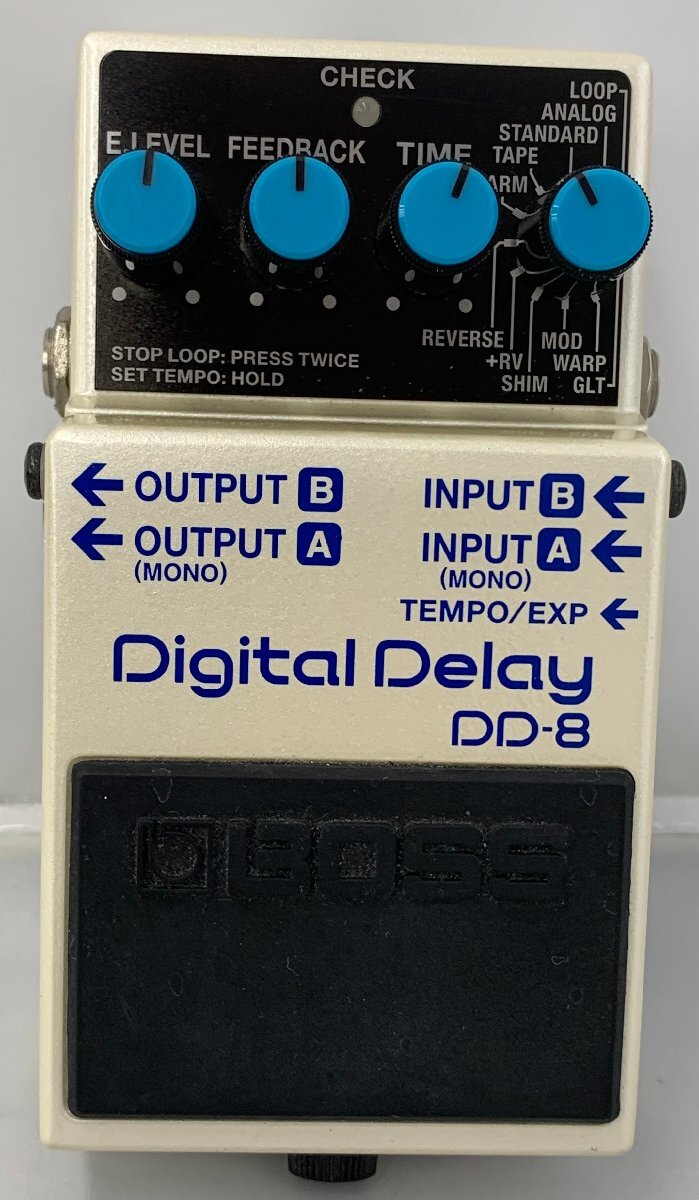 CHECK
LOOP
ANALOG
STANDARD
TAPE
E.LEVEL FEEDBACK TIME
ARM
REVERSE
+RV
SHIM
MOD
WARP
GLT
STOP LOOP: PRESS TWICE
SET TEMPO: HOLD
OUTPUT B
INPUT B
OUTPUT A
(MONO)
INPUT A
(MONO)
TEMPO/EXP
Digital Delay
DD-8
BOSS